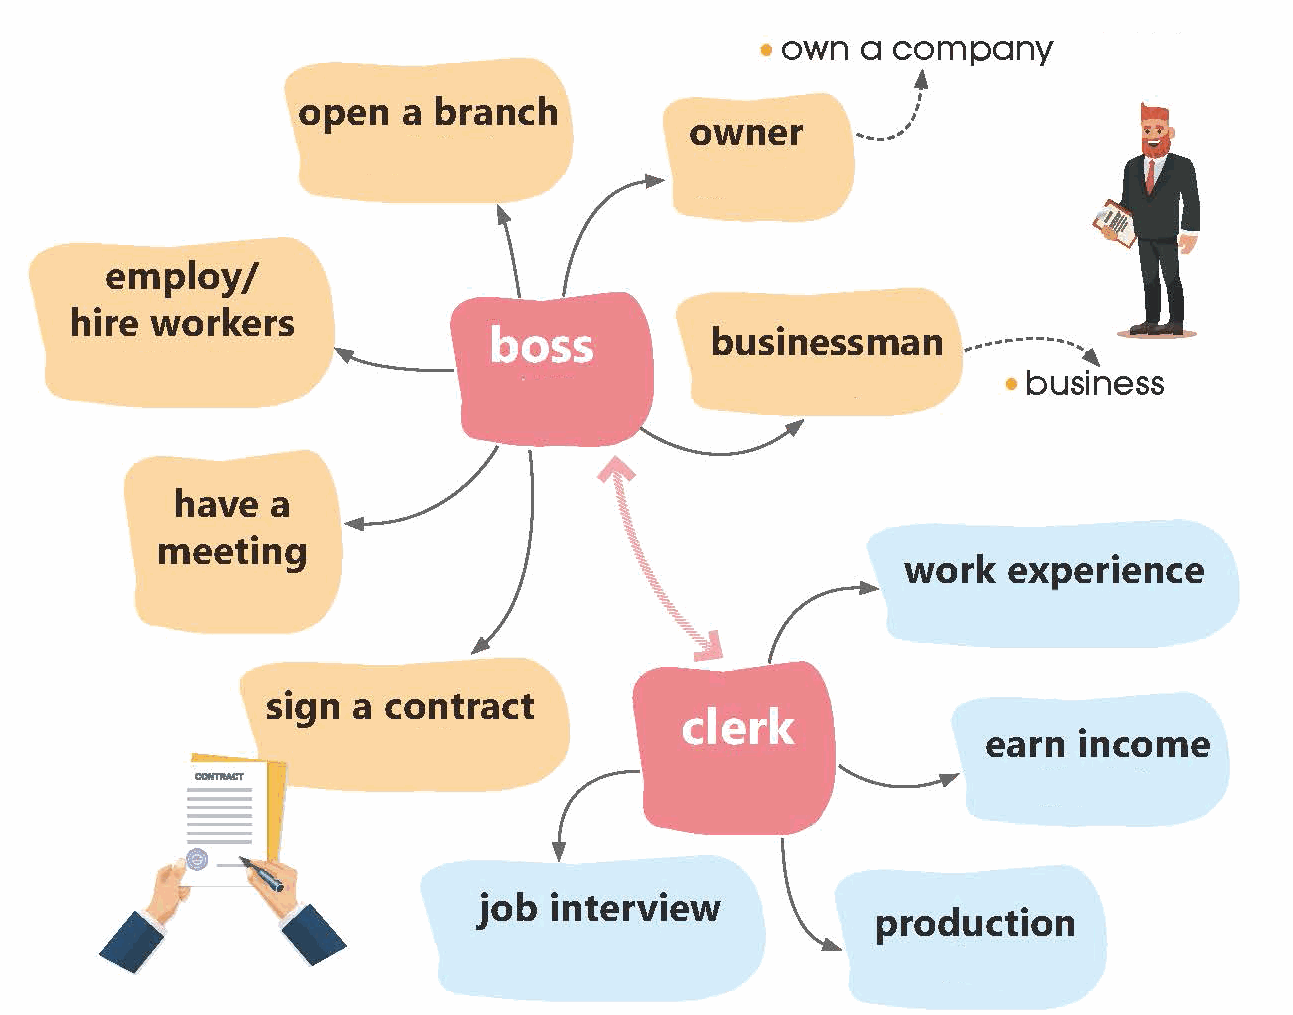 • own a company
open a branch
owner
employ/
hire workers
boss
businessman
• business
have a
meeting
work experience
sign a contract
clerk
earn income
CONTRACT
job interview
production